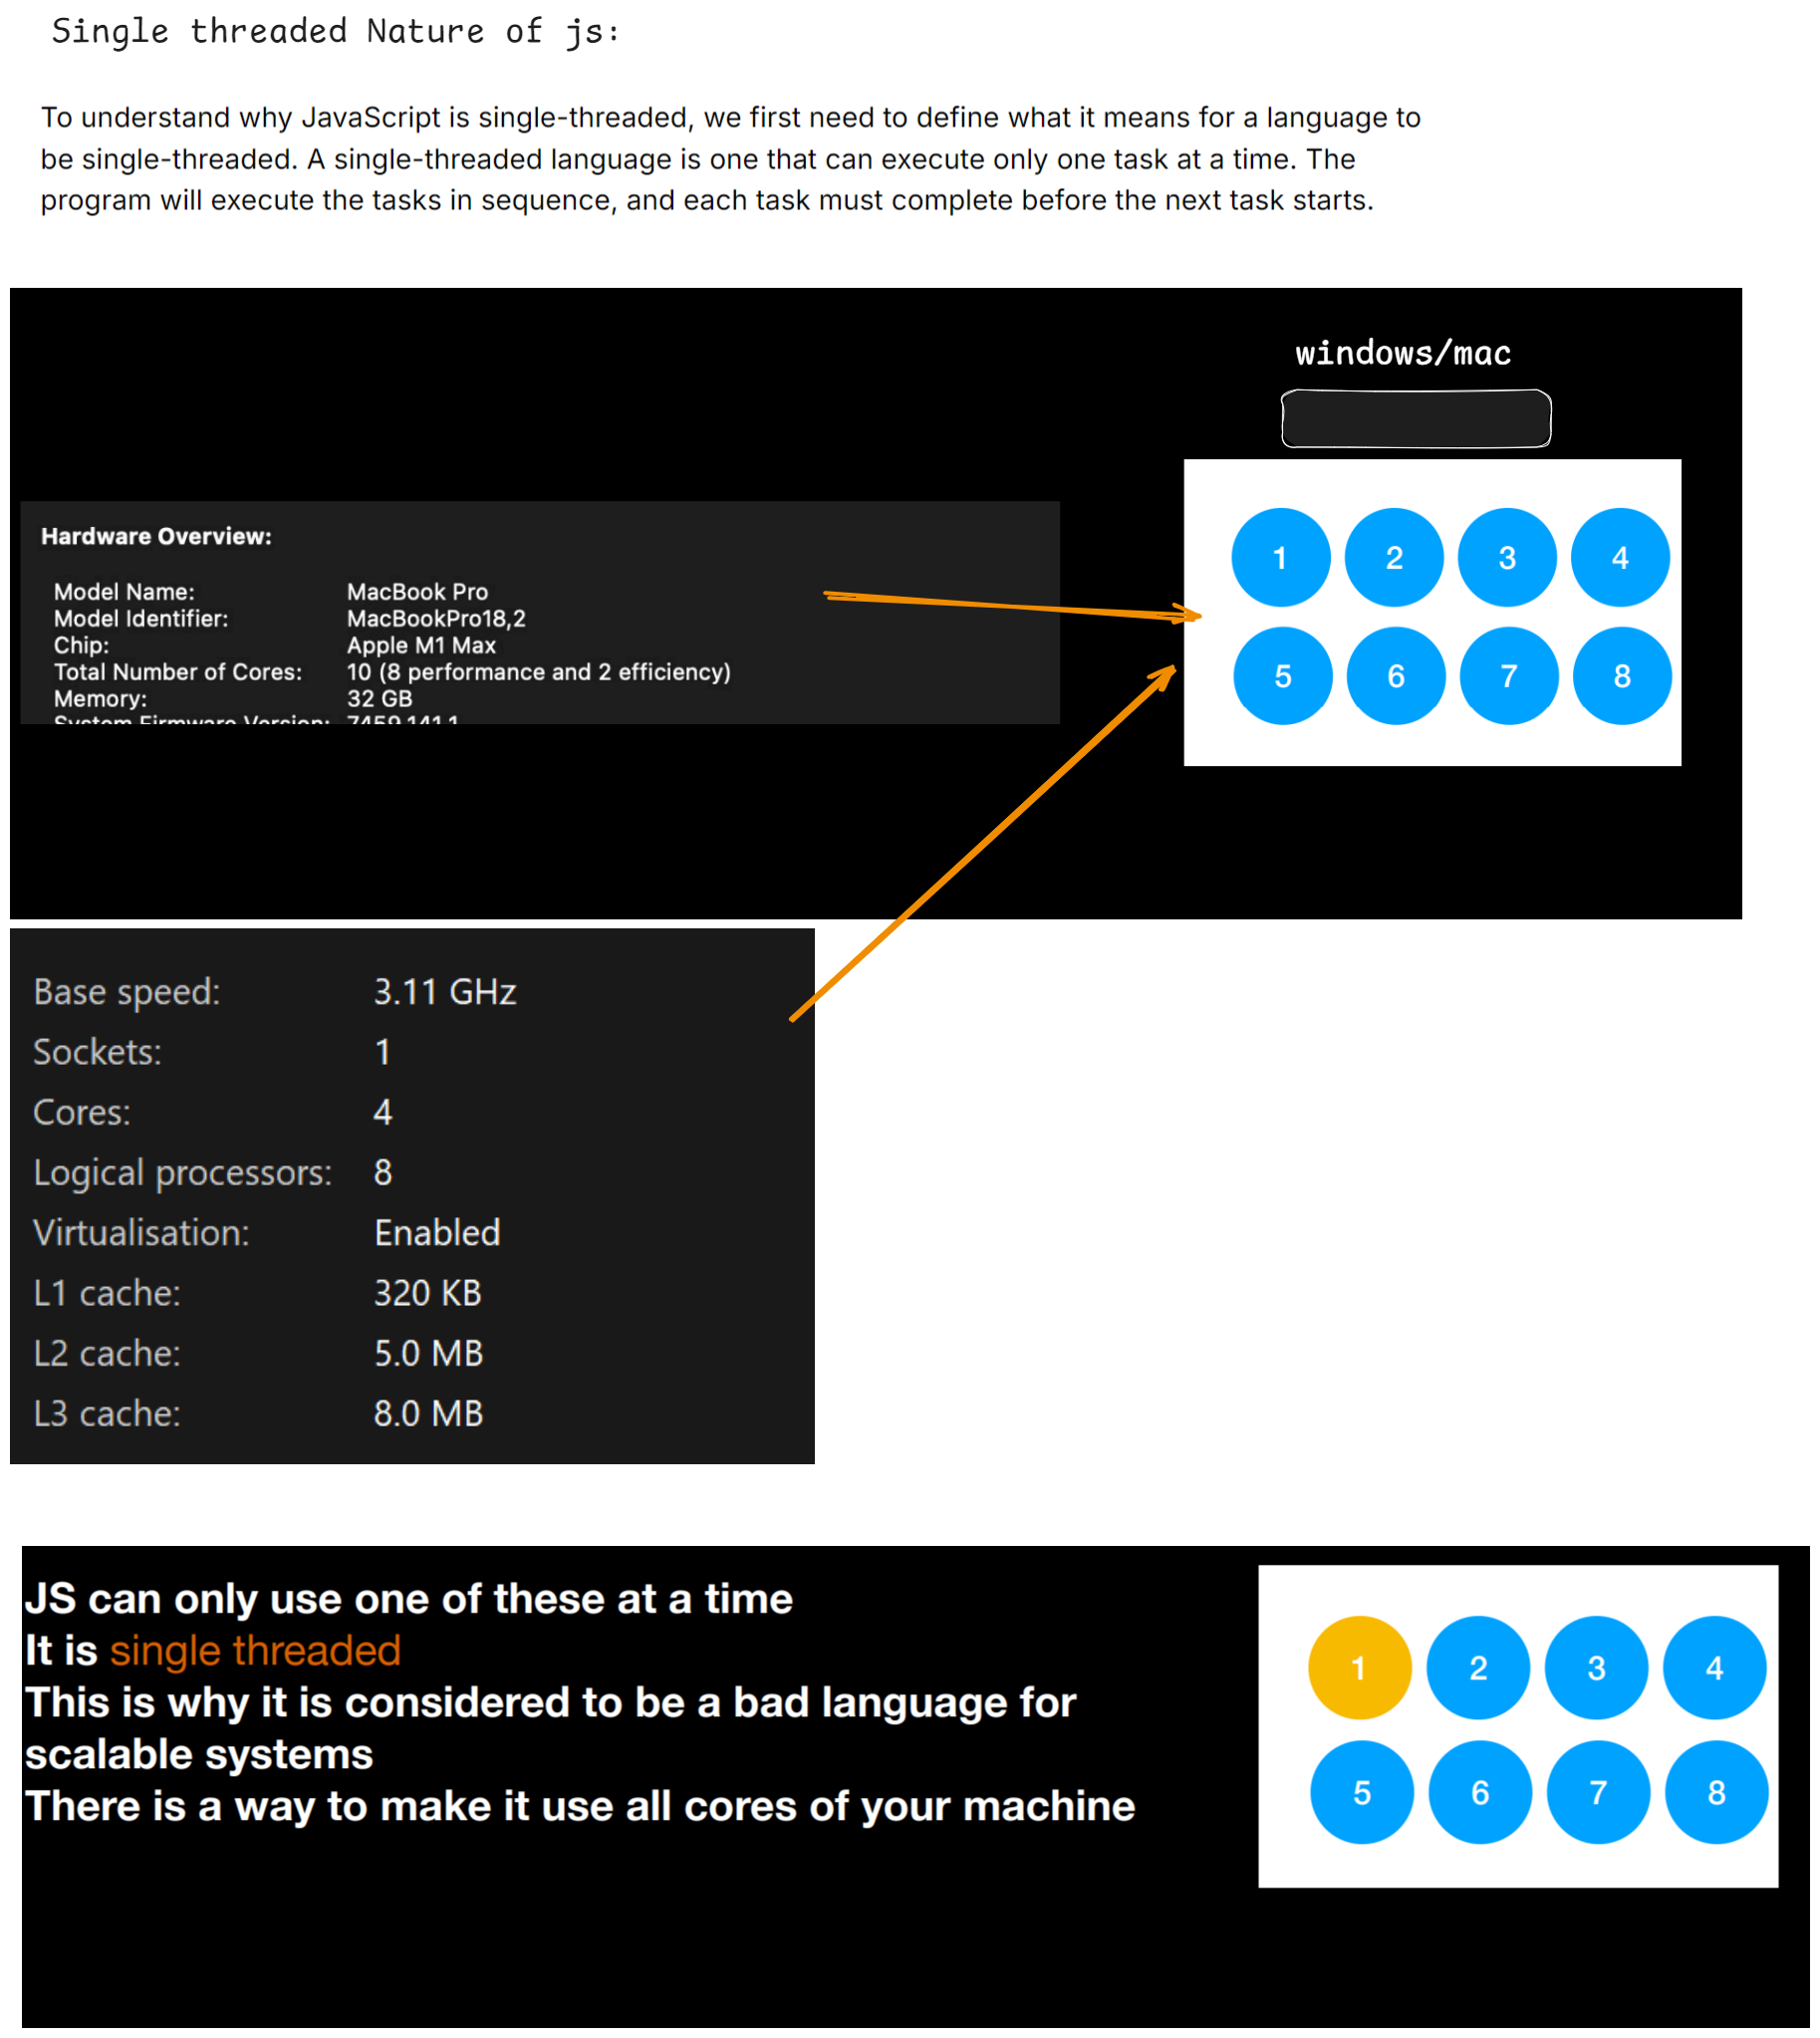 Single threaded Nature of js:
To understand why JavaScript is single-threaded, we first need to define what it means for a language to
be single-threaded. A single-threaded language is one that can execute only one task at a time. The
program will execute the tasks in sequence, and each task must complete before the next task starts.
windows/mac
Hardware Overview:
Model Name: MacBook Pro
Model Identifier: MacBookPro18,2
Chip: Apple M1 Max
Total Number of Cores: 10 (8 performance and 2 efficiency)
Memory: 32 GB
System Firmware Version: 7459.141.1
1 2 3 4
5 6 7 8
Base speed: 3.11 GHz
Sockets: 1
Cores: 4
Logical processors: 8
Virtualisation: Enabled
L1 cache: 320 KB
L2 cache: 5.0 MB
L3 cache: 8.0 MB
JS can only use one of these at a time
It is single threaded
This is why it is considered to be a bad language for
scalable systems
There is a way to make it use all cores of your machine
1 2 3 4
5 6 7 8